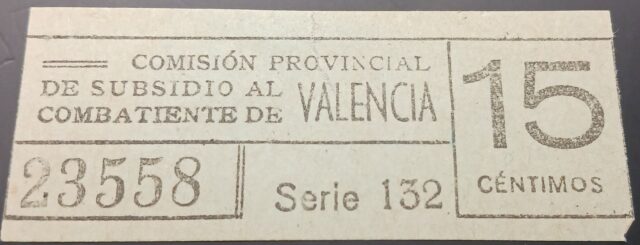 COMISIÓN PROVINCIAL
DE SUBSIDIO AL
COMBATIENTE DE VALENCIA
15
CÉNTIMOS
23558
Serie 132